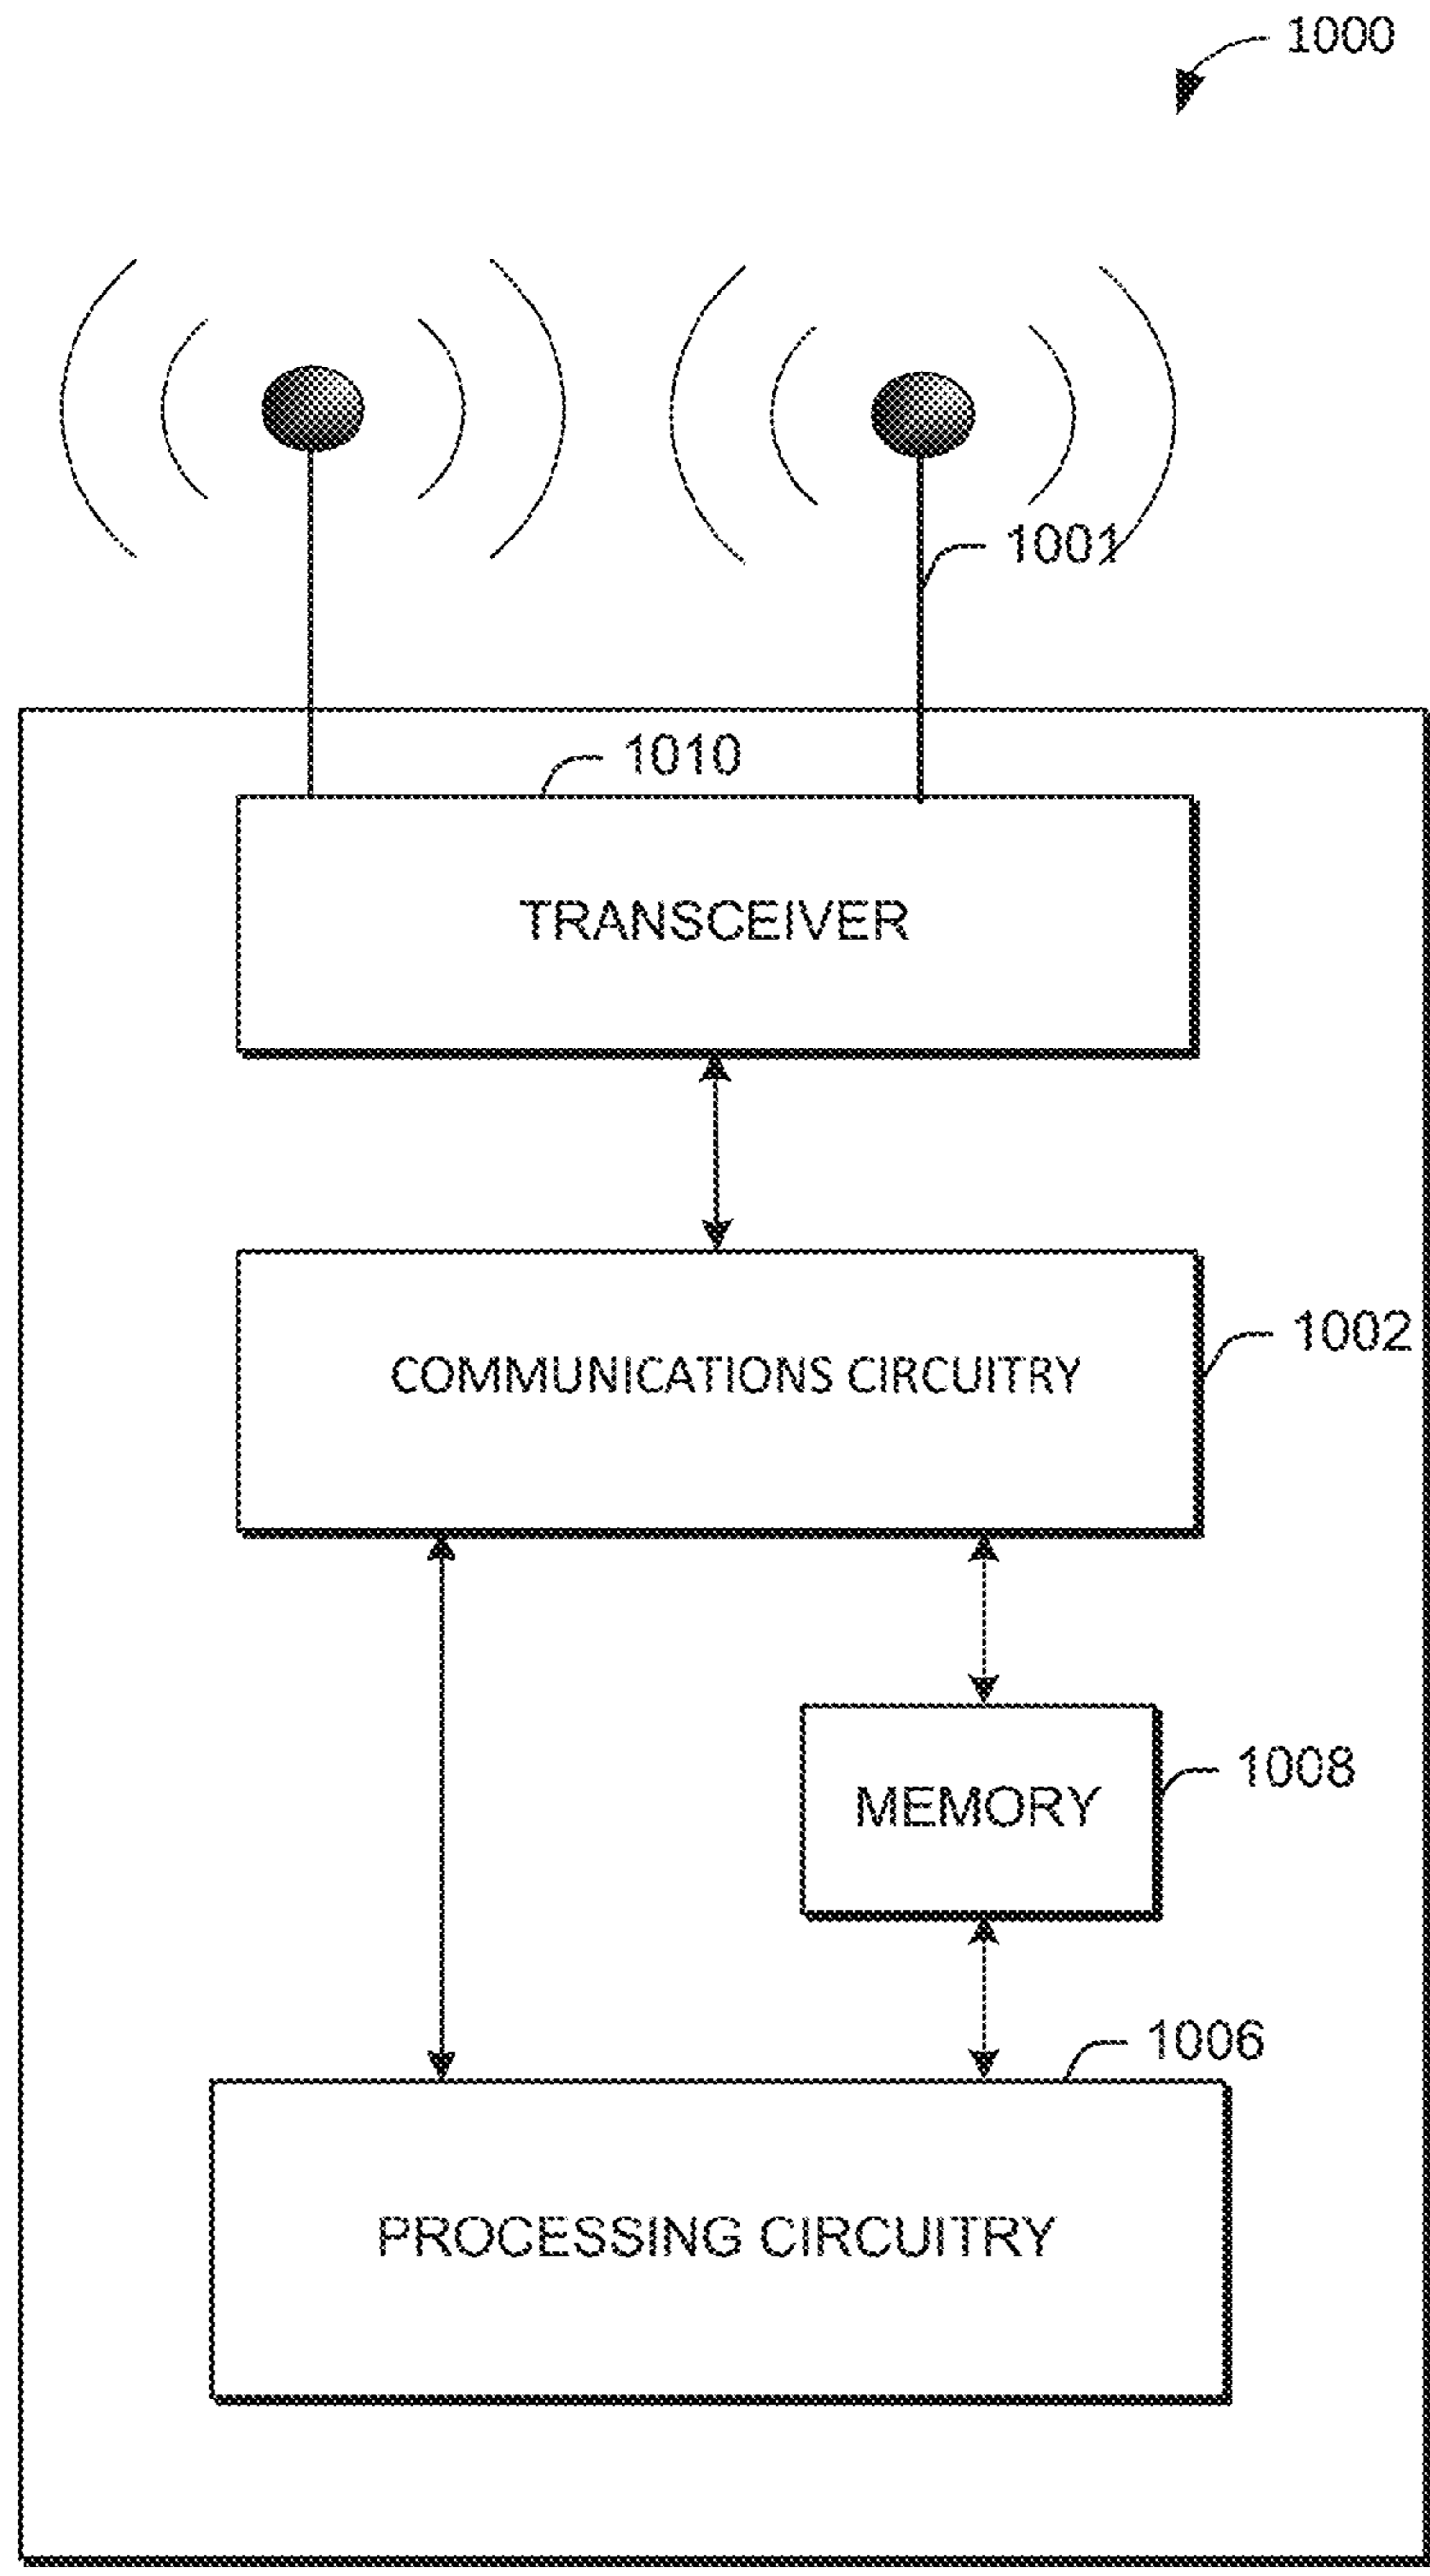 1000
1001
1010
TRANSCEIVER
1002
COMMUNICATIONS CIRCUITRY
1008
MEMORY
1006
PROCESSING CIRCUITRY